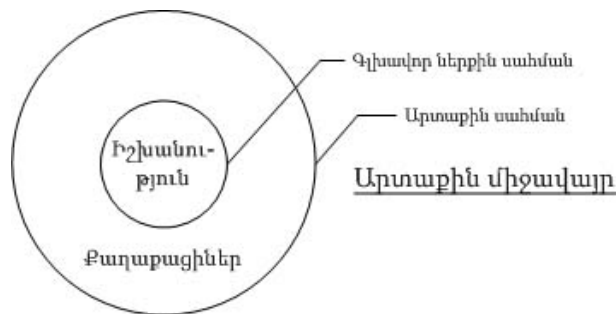 Գլխավոր ներքին սահման
Արտաքին սահման
Իշխանու-
թյուն
Արտաքին միջավայր
Քաղաքացիներ